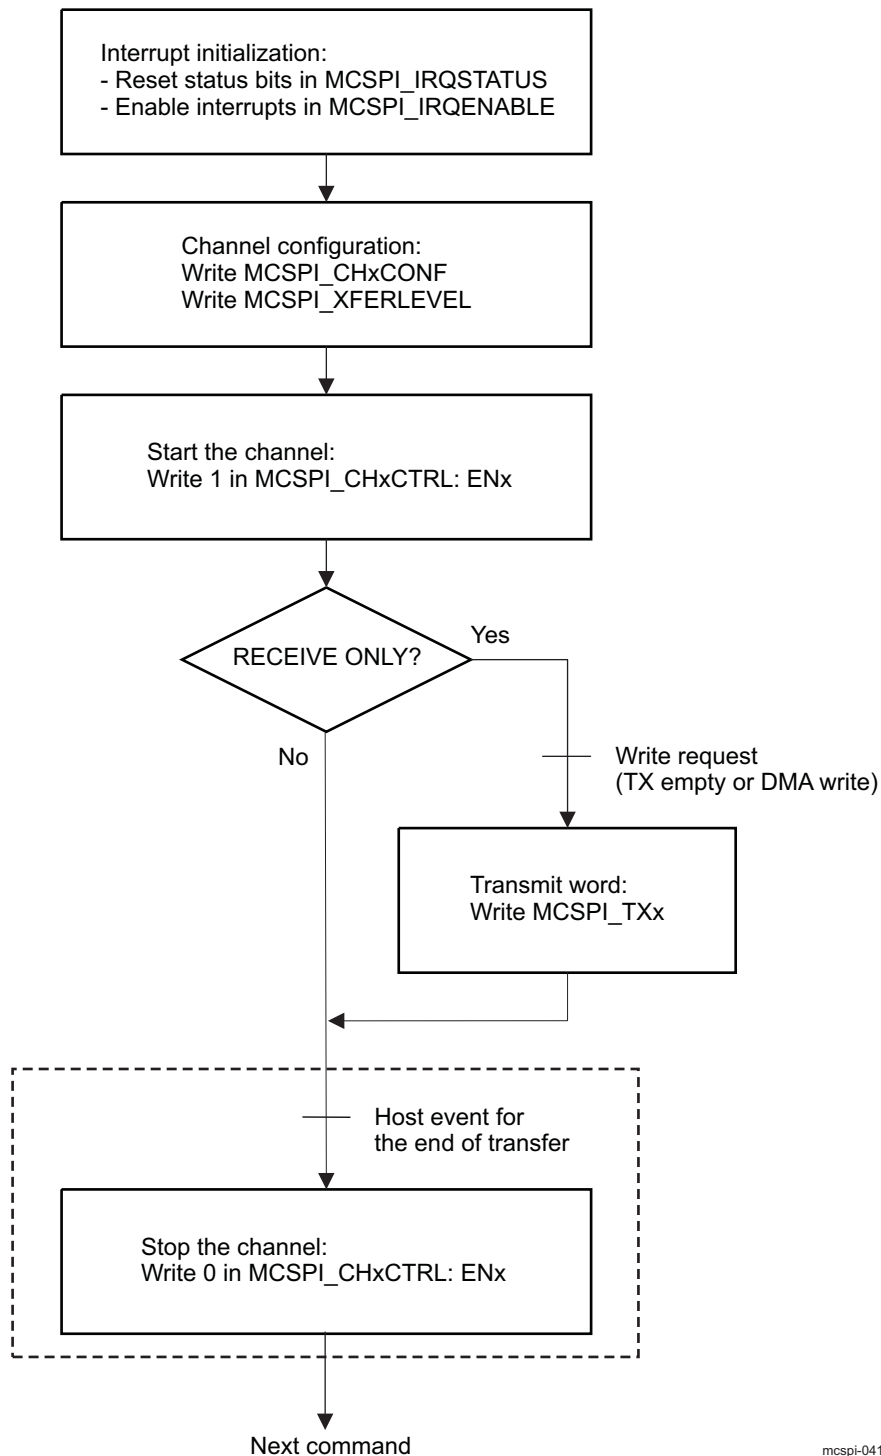 Interrupt initialization:
- Reset status bits in MCSPI_IRQSTATUS
- Enable interrupts in MCSPI_IRQENABLE
Channel configuration:
Write MCSPI_CHxCONF
Write MCSPI_XFERLEVEL
Start the channel:
Write 1 in MCSPI_CHxCTRL: ENx
RECEIVE ONLY?
Yes
No
Write request
(TX empty or DMA write)
Transmit word:
Write MCSPI_TXx
Host event for
the end of transfer
Stop the channel:
Write 0 in MCSPI_CHxCTRL: ENx
Next command
mcspi-041